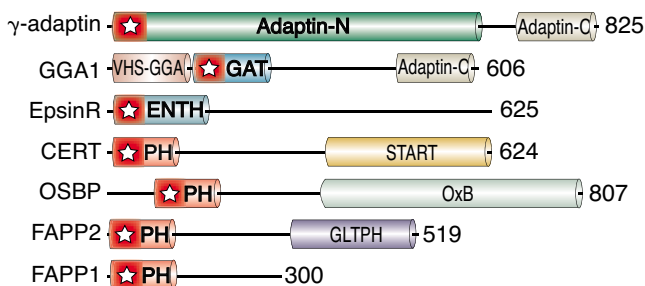 γ-adaptin Adaptin-N Adaptin-C 825
GGA1 VHS-GGA GAT Adaptin-C 606
EpsinR ENTH 625
CERT PH START 624
OSBP PH OxB 807
FAPP2 PH GLTPH 519
FAPP1 PH 300